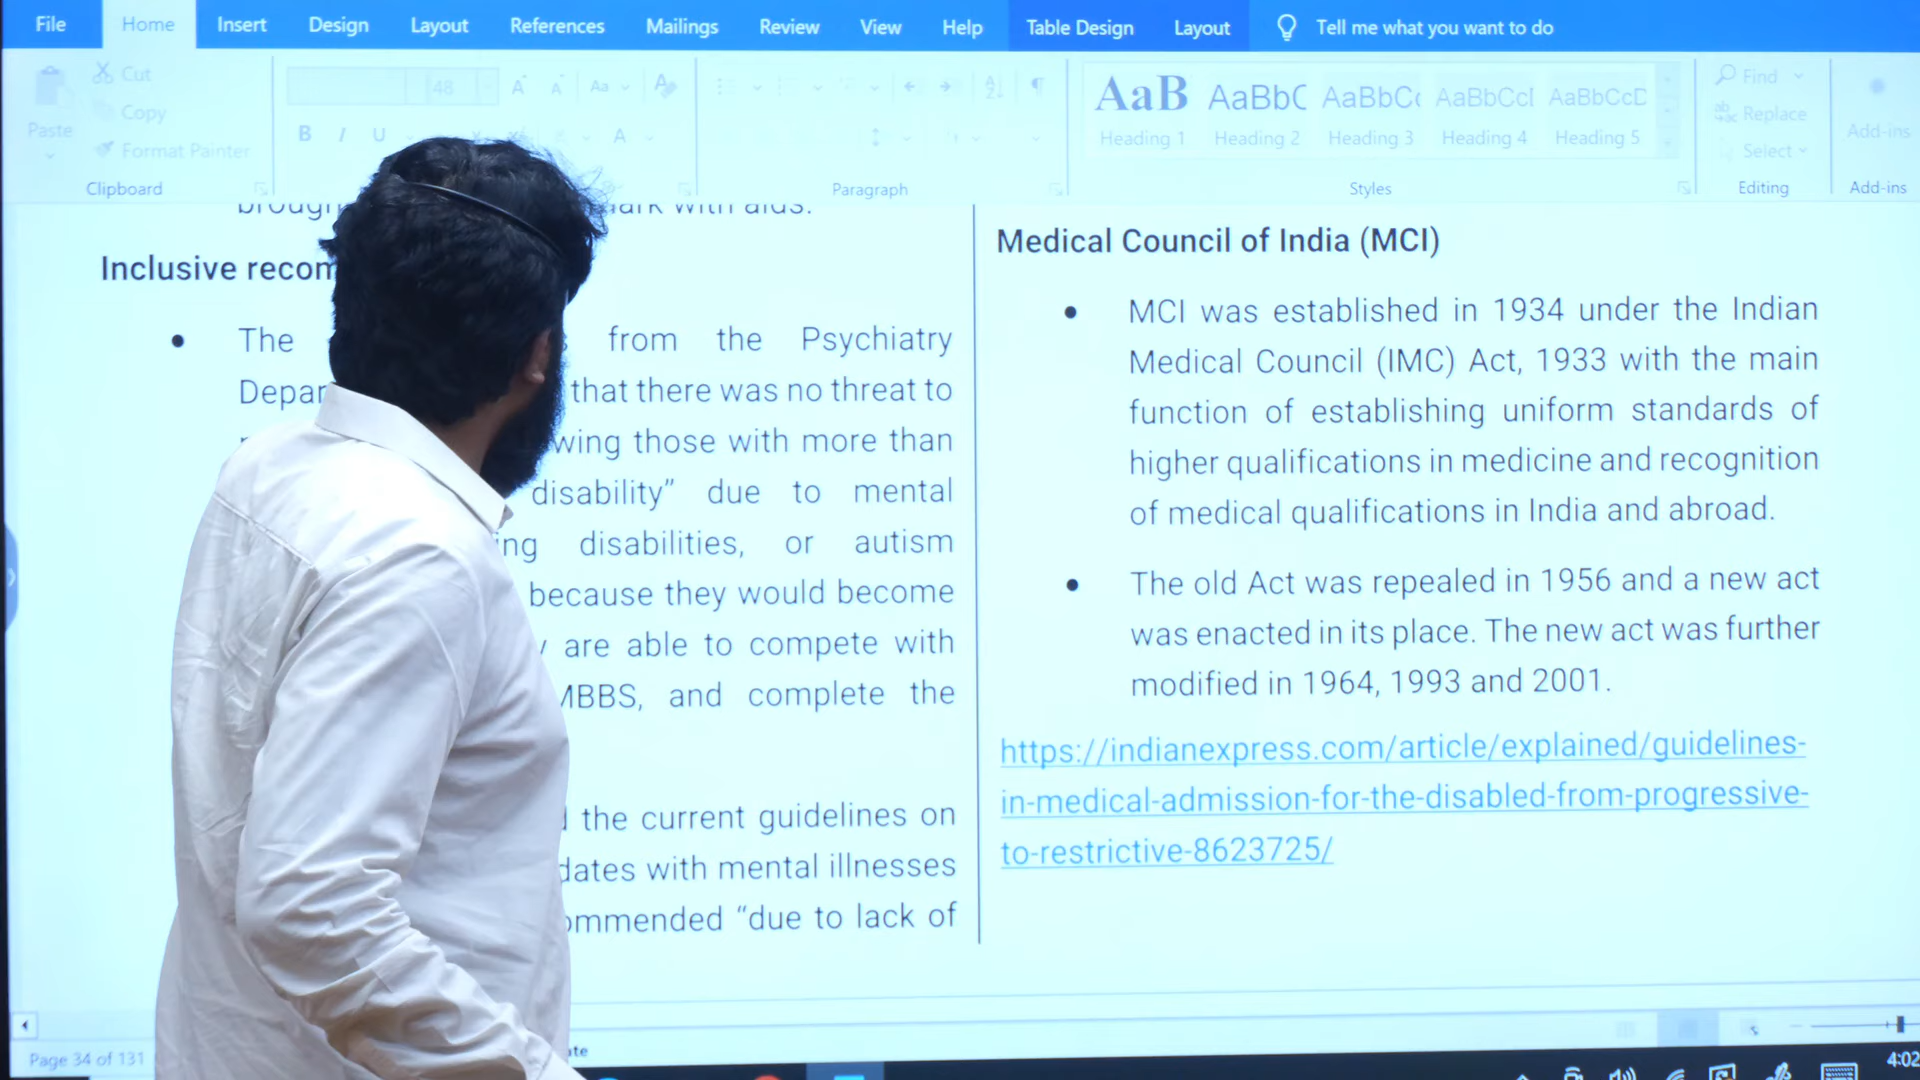 File Home Insert Design Layout References Mailings Review View Help Table Design Layout Tell me what you want to do
Cut
Copy
Paste
Format Painter
Clipboard
48
Aa
B I U
A
Paragraph
AaB AaBbC AaBbCc AaBbCcI AaBbCcD
Heading 1 Heading 2 Heading 3 Heading 4 Heading 5
Styles
Find
Replace
Select
Editing
Add-ins
Add-ins
with aids.
Inclusive
The from the Psychiatry
that there was no threat to
those with more than
disability” due to mental
disabilities, or autism
because they would become
are able to compete with
MBBS, and complete the
the current guidelines on
with mental illnesses
“due to lack of
Medical Council of India (MCI)
• MCI was established in 1934 under the Indian
Medical Council (IMC) Act, 1933 with the main
function of establishing uniform standards of
higher qualifications in medicine and recognition
of medical qualifications in India and abroad.
• The old Act was repealed in 1956 and a new act
was enacted in its place. The new act was further
modified in 1964, 1993 and 2001.
https://indianexpress.com/article/explained/guidelines-
in-medical-admission-for-the-disabled-from-progressive-
to-restrictive-8623725/
Page 34 of 131
4:02